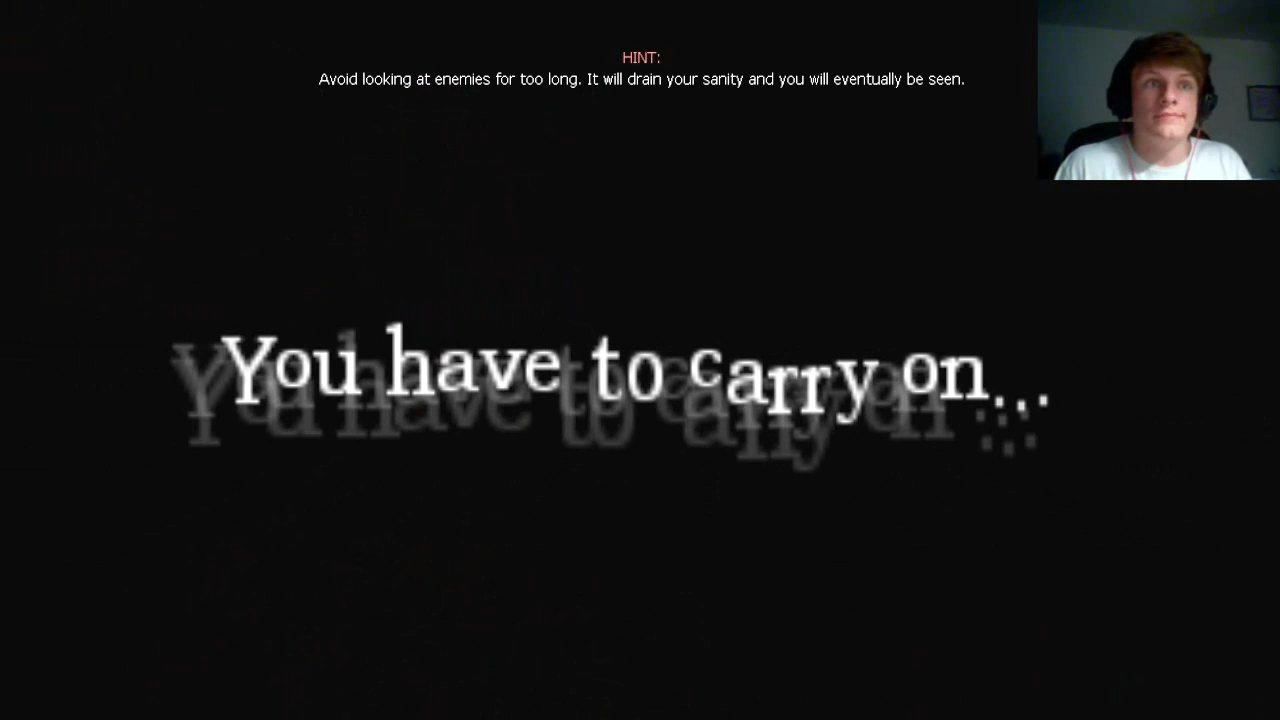 HINT:
Avoid looking at enemies for too long. It will drain your sanity and you will eventually be seen.
You have to carry on...